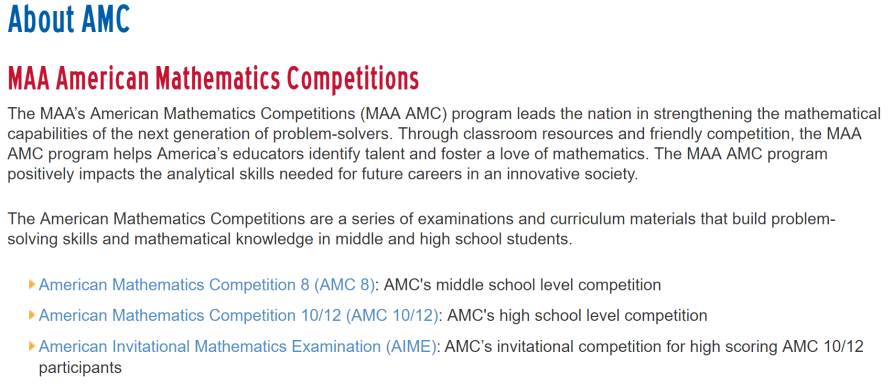 About AMC
MAA American Mathematics Competitions
The MAA’s American Mathematics Competitions (MAA AMC) program leads the nation in strengthening the mathematical
capabilities of the next generation of problem-solvers. Through classroom resources and friendly competition, the MAA
AMC program helps America’s educators identify talent and foster a love of mathematics. The MAA AMC program
positively impacts the analytical skills needed for future careers in an innovative society.
The American Mathematics Competitions are a series of examinations and curriculum materials that build problem-
solving skills and mathematical knowledge in middle and high school students.
American Mathematics Competition 8 (AMC 8): AMC's middle school level competition
American Mathematics Competition 10/12 (AMC 10/12): AMC's high school level competition
American Invitational Mathematics Examination (AIME): AMC’s invitational competition for high scoring AMC 10/12
participants